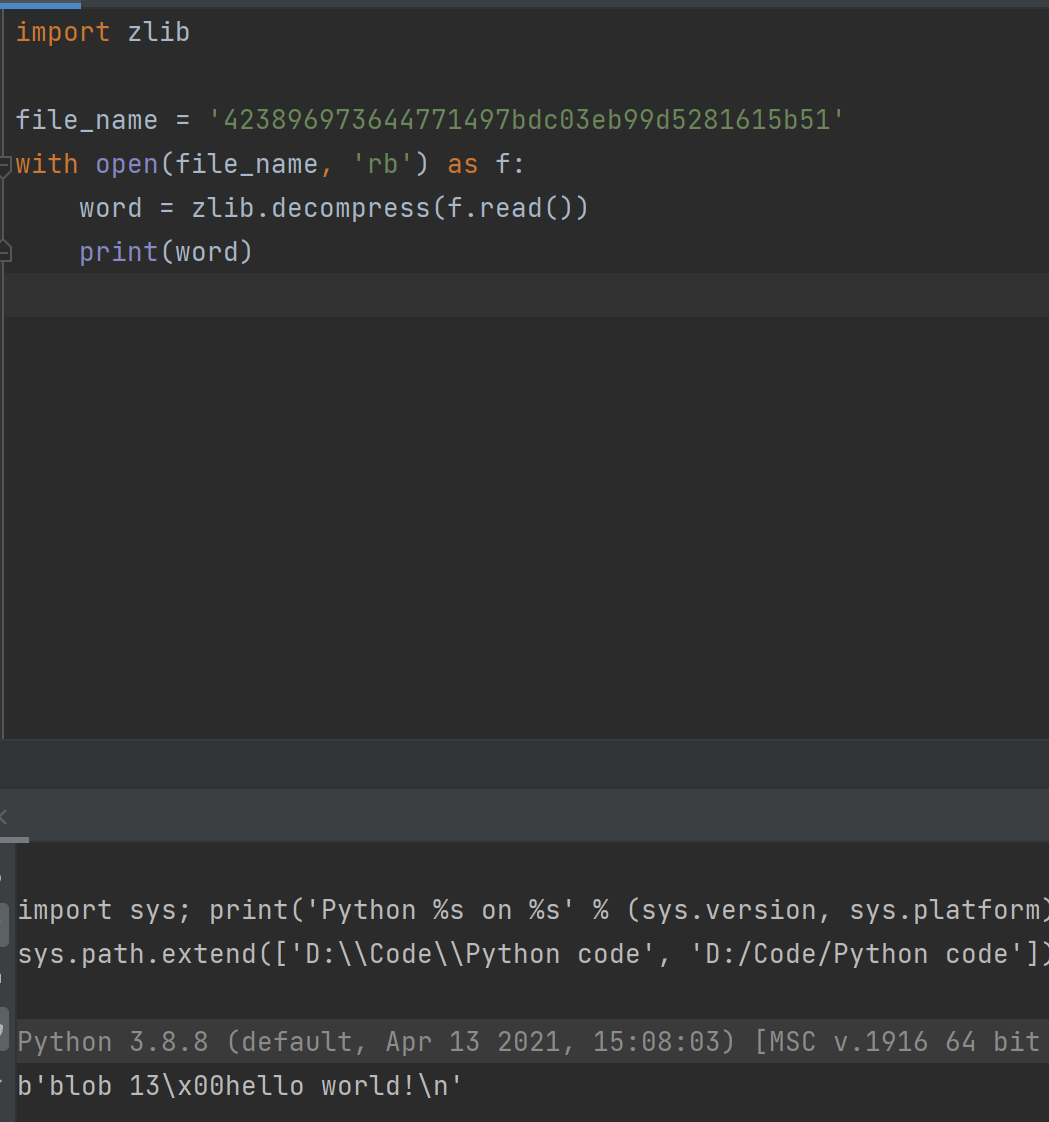 import zlib
file_name = '423896973644771497bdc03eb99d5281615b51'
with open(file_name, 'rb') as f:
    word = zlib.decompress(f.read())
    print(word)
import sys; print('Python %s on %s' % (sys.version, sys.platform)
sys.path.extend(['D:\\Code\\Python code', 'D:/Code/Python code'])
Python 3.8.8 (default, Apr 13 2021, 15:08:03) [MSC v.1916 64 bit
b'blob 13\x00hello world!\n'